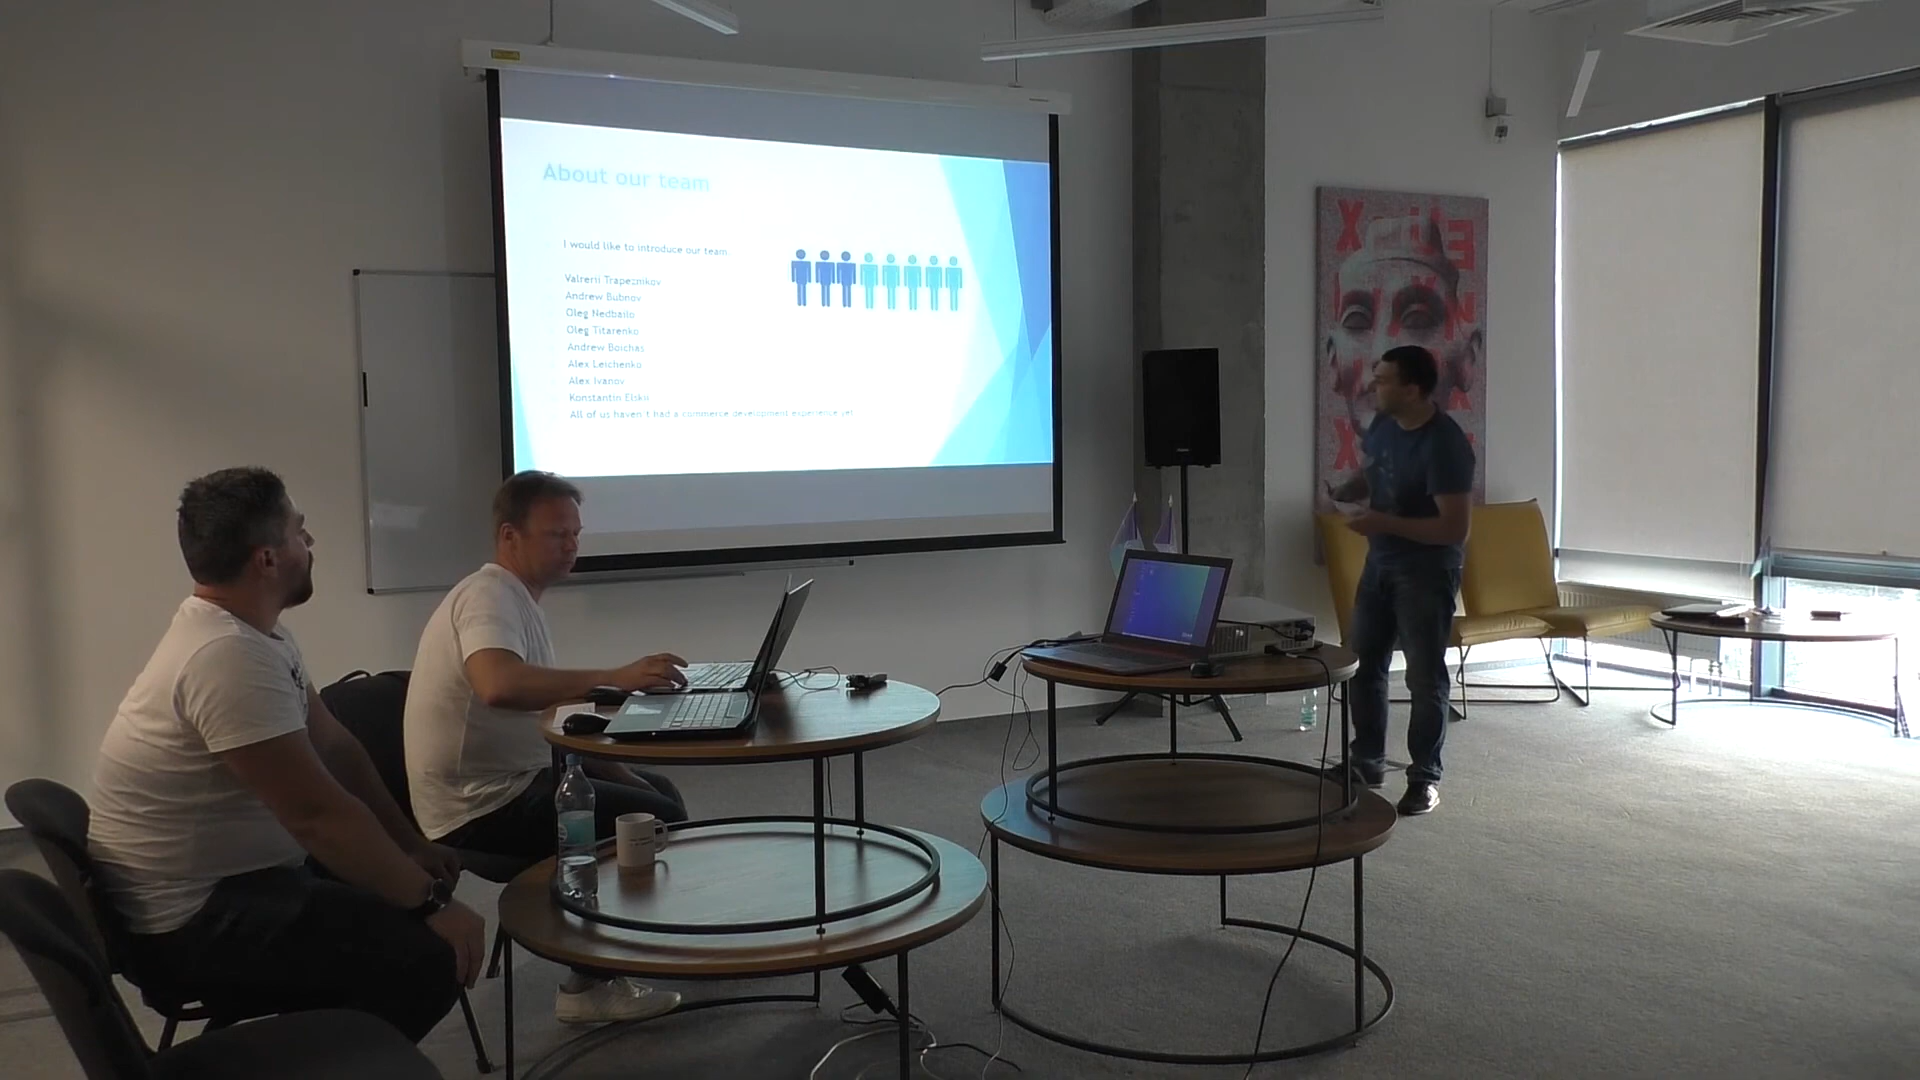 About our team
I would like to introduce our team
Valrerii Trapeznikov
Andrew Bubnov
Oleg Nedbailo
Oleg Titarenko
Andrew Boichas
Alex Leichenko
Alex Ivanov
Konstantin Elskii
All of us haven't had a commerce development experience yet